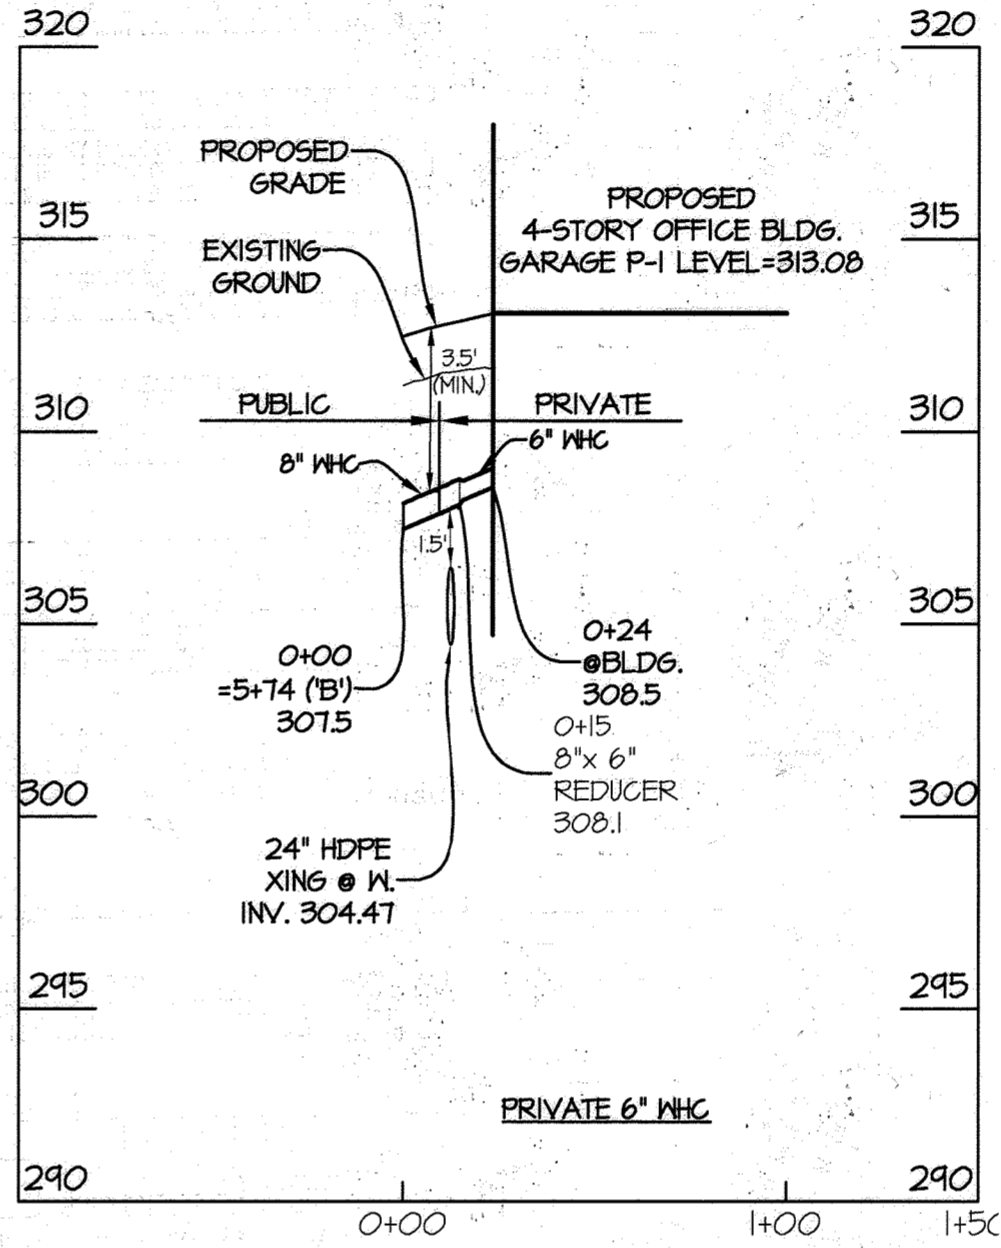 320
320
PROPOSED
GRADE
PROPOSED
4-STORY OFFICE BLDG.
GARAGE P-1 LEVEL=313.08
315
315
EXISTING
GROUND
3.5'
(MIN.)
310
310
PUBLIC
PRIVATE
8" WHC
6" WHC
1.5'
305
305
0+00
=5+74 ('B')
307.5
0+24
@BLDG.
308.5
0+15
8"x 6"
REDUCER
308.1
300
300
24" HDPE
XING @ W.
INV. 304.47
295
295
PRIVATE 6" WHC
290
290
0+00
1+00
1+50